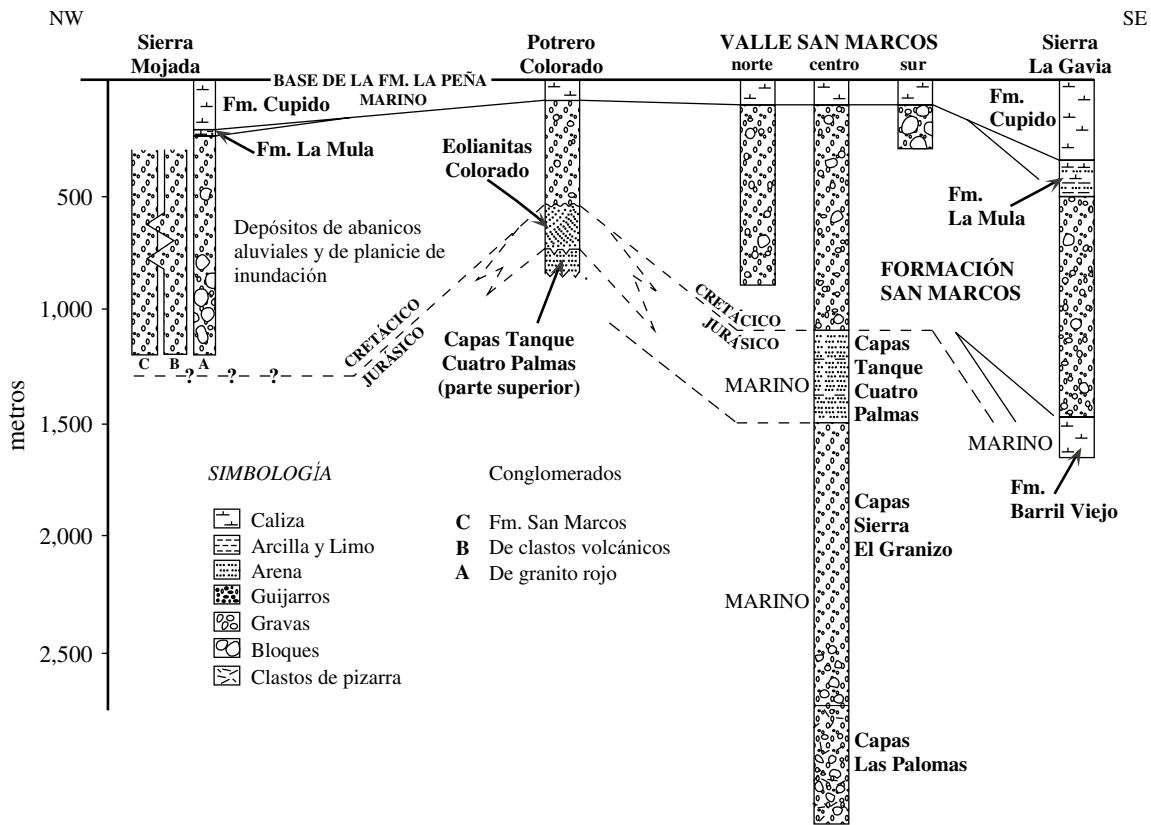 NW
SE
Sierra
Mojada
Potrero
Colorado
VALLE SAN MARCOS
norte
centro
sur
Sierra
La Gavia
BASE DE LA FM. LA PEÑA
MARINO
Fm. Cupido
Fm. La Mula
Fm.
Cupido
Eolianitas
Colorado
500
Fm.
La Mula
Depósitos de abanicos
aluviales y de planicie de
inundación
FORMACIÓN
SAN MARCOS
1,000
CRETÁCICO
JURÁSICO
CRETÁCICO
JURÁSICO
Capas Tanque
Cuatro Palmas
(parte superior)
Capas
Tanque
Cuatro
Palmas
C
B
A
? ? ?
MARINO
metros
1,500
MARINO
Fm.
Barril Viejo
SIMBOLOGÍA
Caliza
Arcilla y Limo
Arena
Guijarros
Gravas
Bloques
Clastos de pizarra
Conglomerados
C Fm. San Marcos
B De clastos volcánicos
A De granito rojo
Capas
Sierra
El Granizo
2,000
MARINO
2,500
Capas
Las Palomas